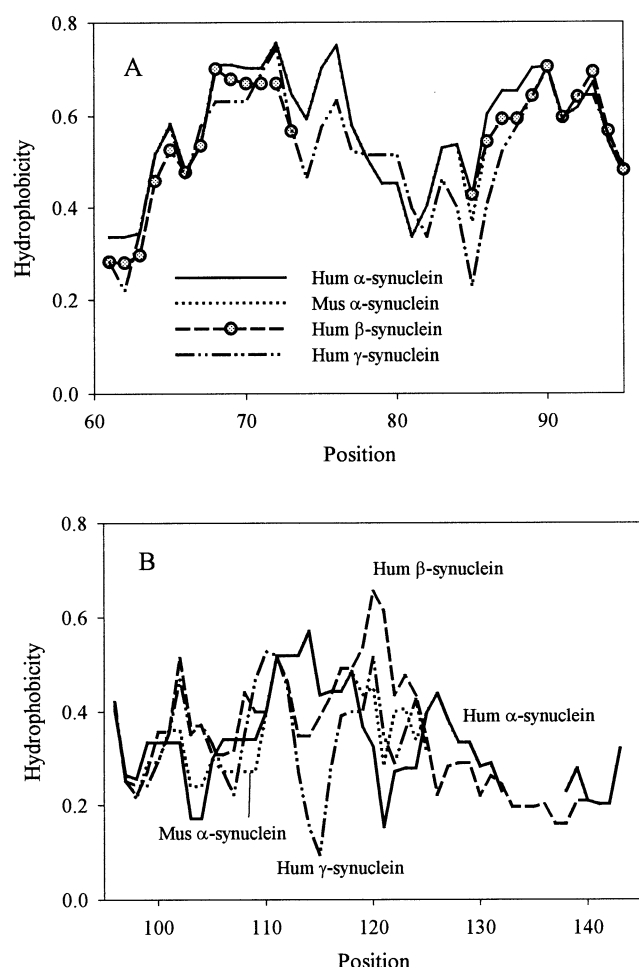 0.8
A
0.6
Hydrophobicity
0.4
Hum α-synuclein
Mus α-synuclein
0.2
Hum β-synuclein
Hum γ-synuclein
0.0
60 70 80 90
Position
0.8
B
Hum β-synuclein
0.6
Hydrophobicity
0.4
Hum α-synuclein
0.2
Mus α-synuclein
Hum γ-synuclein
0.0
100 110 120 130 140
Position